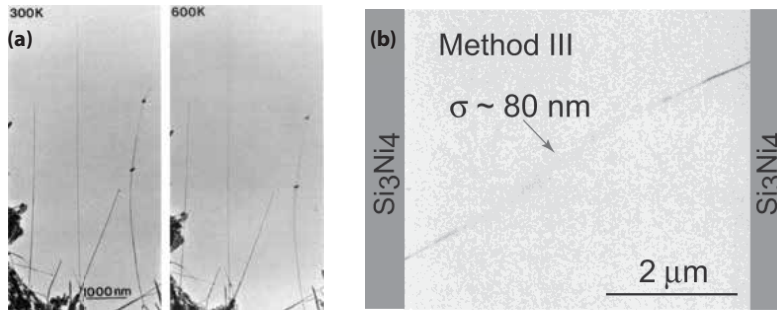 300K
(a)
1000 nm
600K
(b)
Method III
σ ~ 80 nm
Si3Ni4
2 μm
Si3Ni4